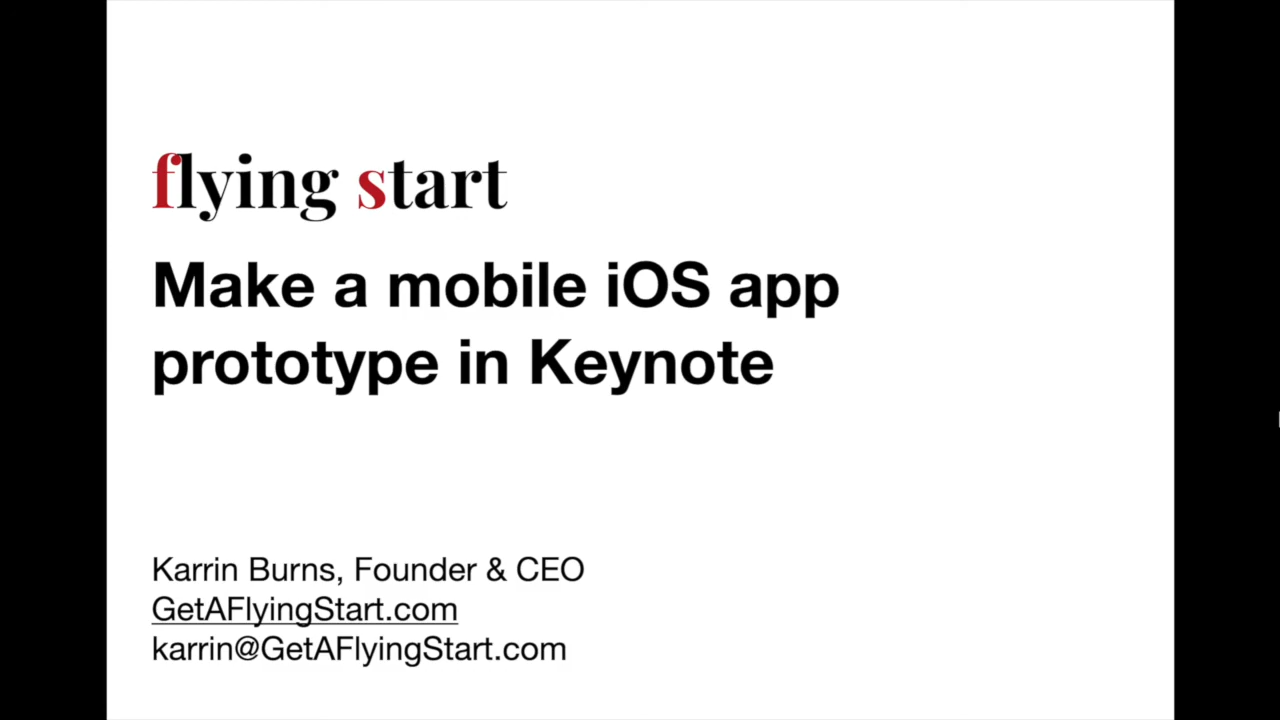 flying start
Make a mobile iOS app
prototype in Keynote
Karrin Burns, Founder & CEO
GetAFlyingStart.com
karrin@GetAFlyingStart.com